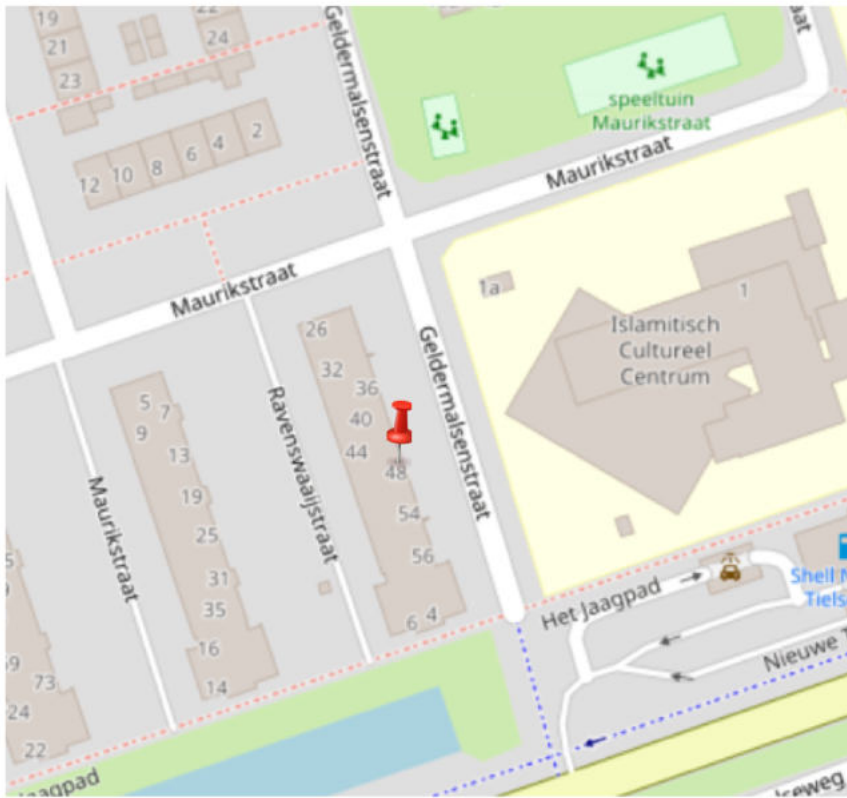 19
21
23
22
24
2
4
6
8
10
12
Geldermalsenstraat
speeltuin
Maurikstraat
Maurikstraat
Maurikstraat
1a
1
Islamitisch
Cultureel
Centrum
26
32
36
40
44
48
54
56
6
4
Geldermalsenstraat
Ravenswaaijstraat
5
7
9
13
19
25
31
35
16
14
Maurikstraat
73
24
22
Het Jaagpad
Shell
Tiels
Nieuwe
Jaagpad